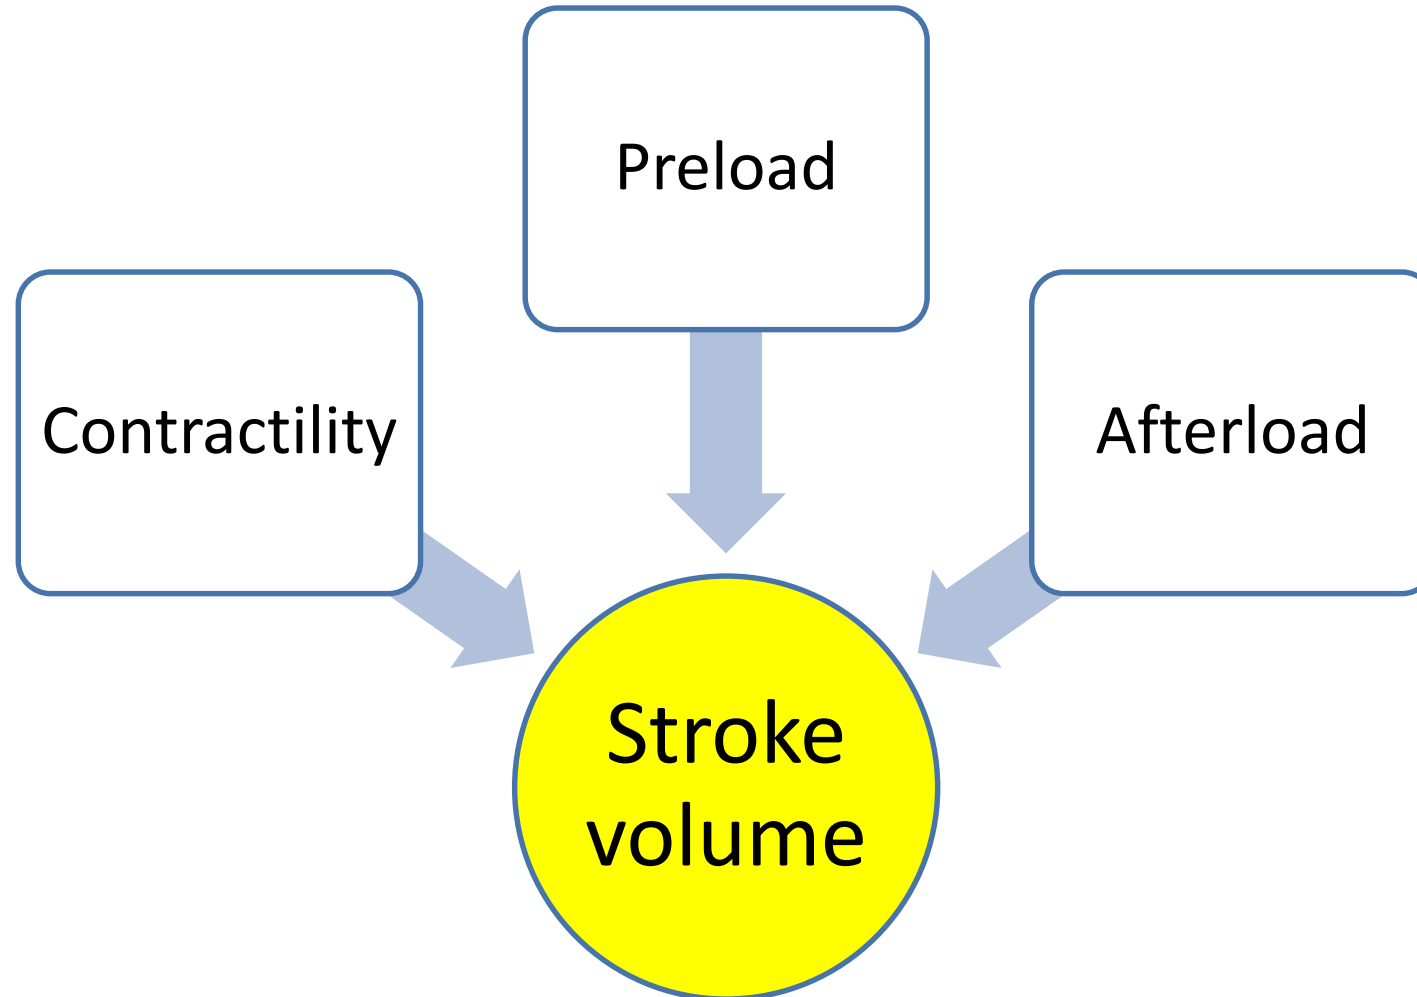 Preload
Contractility
Afterload
Stroke
volume